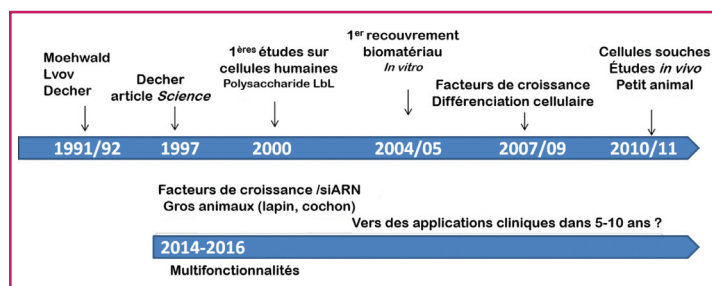 Moehwald
Lvov
Decher
Decher
article Science
1ères études sur
cellules humaines
Polysaccharide LbL
1er recouvrement
biomatériau
In vitro
Facteurs de croissance
Différenciation cellulaire
Cellules souches
Études in vivo
Petit animal
1991/92 1997 2000 2004/05 2007/09 2010/11
Facteurs de croissance /siARN
Gros animaux (lapin, cochon)
Vers des applications cliniques dans 5-10 ans ?
2014-2016
Multifonctionnalités